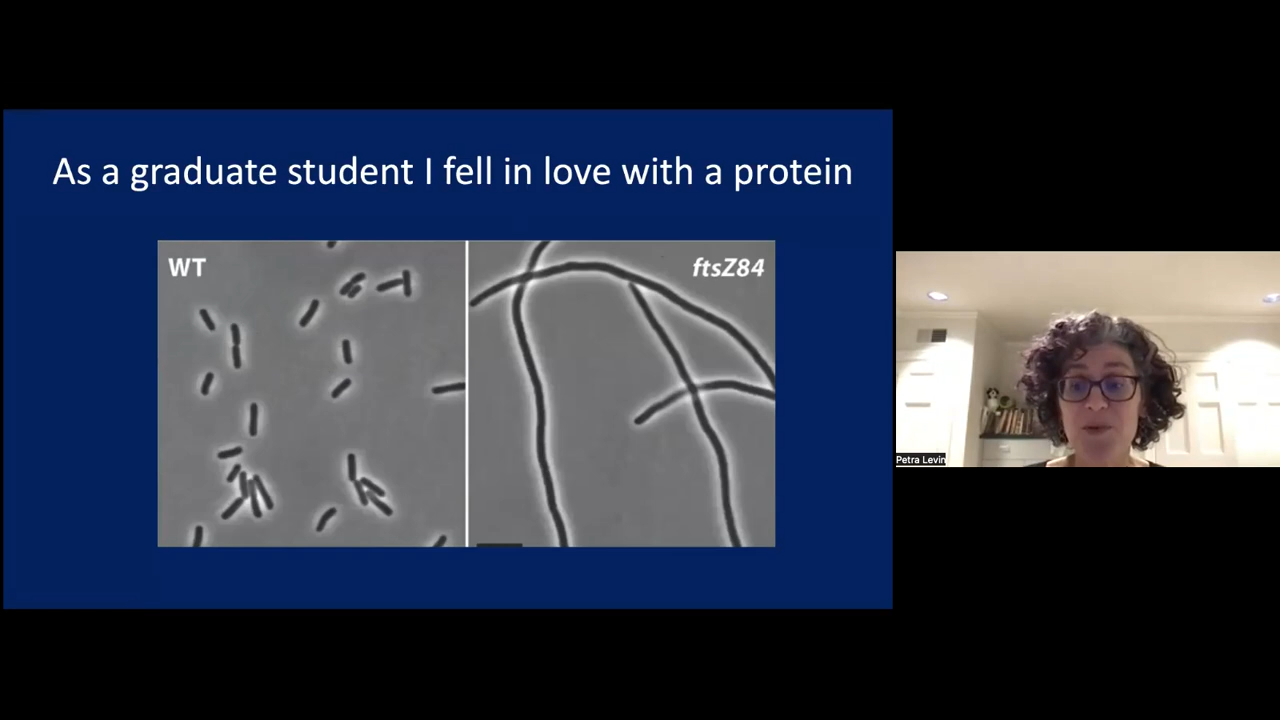 As a graduate student I fell in love with a protein
WT
ftsZ84
Petra Levin